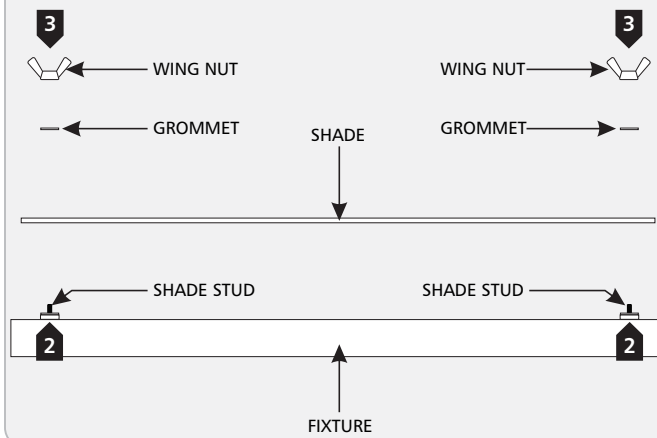 3 3
WING NUT WING NUT
GROMMET GROMMET
SHADE
SHADE STUD SHADE STUD
2 2
FIXTURE